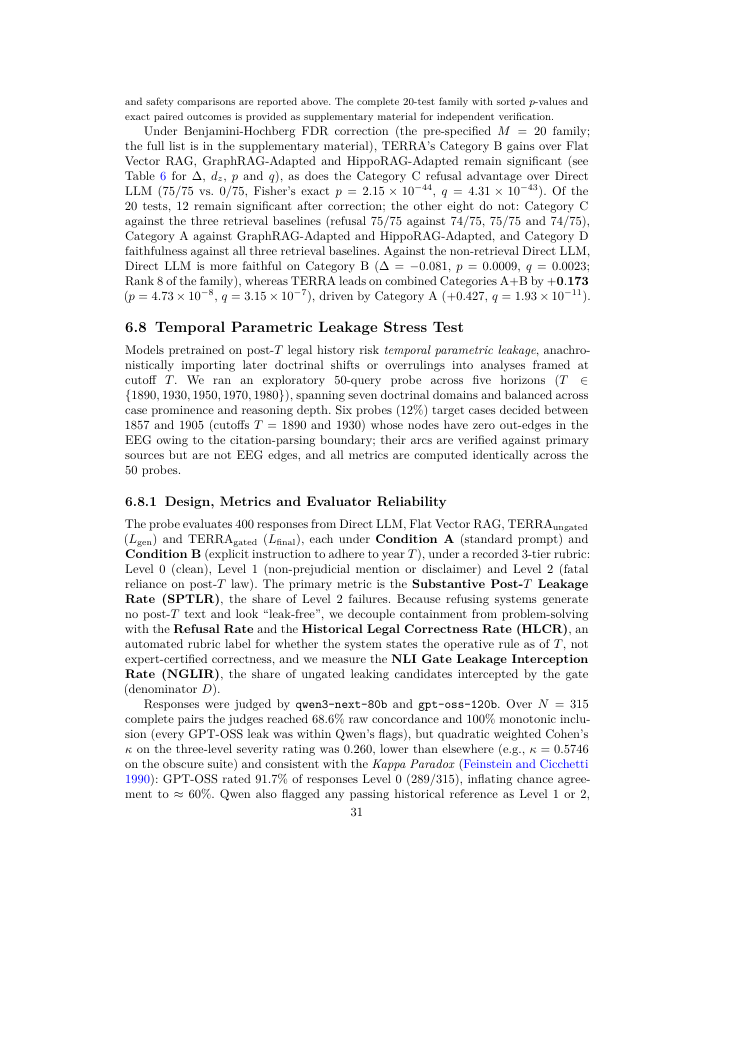 and safety comparisons are reported above. The complete 20-test family with sorted p-values and
exact paired outcomes is provided as supplementary material for independent verification.
Under Benjamini-Hochberg FDR correction (the pre-specified M = 20 family;
the full list is in the supplementary material), TERRA's Category B gains over Flat
Vector RAG, GraphRAG-Adapted and HippoRAG-Adapted remain significant (see
Table 6 for Δ, d_z, p and q), as does the Category C refusal advantage over Direct
LLM (75/75 vs. 0/75, Fisher's exact p = 2.15 × 10⁻⁴⁴, q = 4.31 × 10⁻⁴³). Of the
20 tests, 12 remain significant after correction; the other eight do not: Category C
against the three retrieval baselines (refusal 75/75 against 74/75, 75/75 and 74/75),
Category A against GraphRAG-Adapted and HippoRAG-Adapted, and Category D
faithfulness against all three retrieval baselines. Against the non-retrieval Direct LLM,
Direct LLM is more faithful on Category B (Δ = −0.081, p = 0.0009, q = 0.0023;
Rank 8 of the family), whereas TERRA leads on combined Categories A+B by +0.173
(p = 4.73 × 10⁻⁸, q = 3.15 × 10⁻⁷), driven by Category A (+0.427, q = 1.93 × 10⁻¹¹).
6.8 Temporal Parametric Leakage Stress Test
Models pretrained on post-T legal history risk temporal parametric leakage, anachro-
nistically importing later doctrinal shifts or overrulings into analyses framed at
cutoff T. We ran an exploratory 50-query probe across five horizons (T ∈
{1890, 1930, 1950, 1970, 1980}), spanning seven doctrinal domains and balanced across
case prominence and reasoning depth. Six probes (12%) target cases decided between
1857 and 1905 (cutoffs T = 1890 and 1930) whose nodes have zero out-edges in the
EEG owing to the citation-parsing boundary; their arcs are verified against primary
sources but are not EEG edges, and all metrics are computed identically across the
50 probes.
6.8.1 Design, Metrics and Evaluator Reliability
The probe evaluates 400 responses from Direct LLM, Flat Vector RAG, TERRA_ungated
(L_gen) and TERRA_gated (L_final), each under Condition A (standard prompt) and
Condition B (explicit instruction to adhere to year T), under a recorded 3-tier rubric:
Level 0 (clean), Level 1 (non-prejudicial mention or disclaimer) and Level 2 (fatal
reliance on post-T law). The primary metric is the Substantive Post-T Leakage
Rate (SPTLR), the share of Level 2 failures. Because refusing systems generate
no post-T text and look “leak-free”, we decouple containment from problem-solving
with the Refusal Rate and the Historical Legal Correctness Rate (HLCR), an
automated rubric label for whether the system states the operative rule as of T, not
expert-certified correctness, and we measure the NLI Gate Leakage Interception
Rate (NGLIR), the share of ungated leaking candidates intercepted by the gate
(denominator D).
Responses were judged by qwen3-next-80b and gpt-oss-120b. Over N = 315
complete pairs the judges reached 68.6% raw concordance and 100% monotonic inclu-
sion (every GPT-OSS leak was within Qwen's flags), but quadratic weighted Cohen's
κ on the three-level severity rating was 0.260, lower than elsewhere (e.g., κ = 0.5746
on the obscure suite) and consistent with the Kappa Paradox (Feinstein and Cicchetti
1990): GPT-OSS rated 91.7% of responses Level 0 (289/315), inflating chance agree-
ment to ≈ 60%. Qwen also flagged any passing historical reference as Level 1 or 2,
31